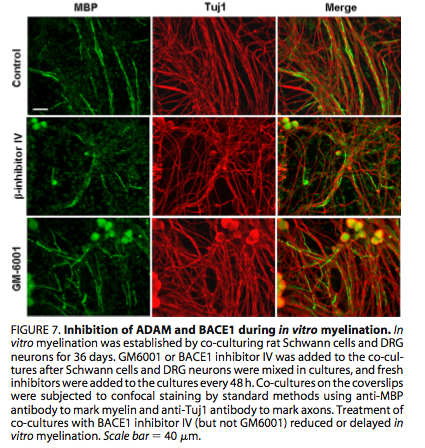 MBP Tuj1 Merge
Control
β-inhibitor IV
GM-6001
FIGURE 7. Inhibition of ADAM and BACE1 during in vitro myelination. In
vitro myelination was established by co-culturing rat Schwann cells and DRG
neurons for 36 days. GM6001 or BACE1 inhibitor IV was added to the co-cul-
tures after Schwann cells and DRG neurons were mixed in cultures, and fresh
inhibitors were added to the cultures every 48 h. Co-cultures on the coverslips
were subjected to confocal staining by standard methods using anti-MBP
antibody to mark myelin and anti-Tuj1 antibody to mark axons. Treatment of
co-cultures with BACE1 inhibitor IV (but not GM6001) reduced or delayed in
vitro myelination. Scale bar = 40 μm.